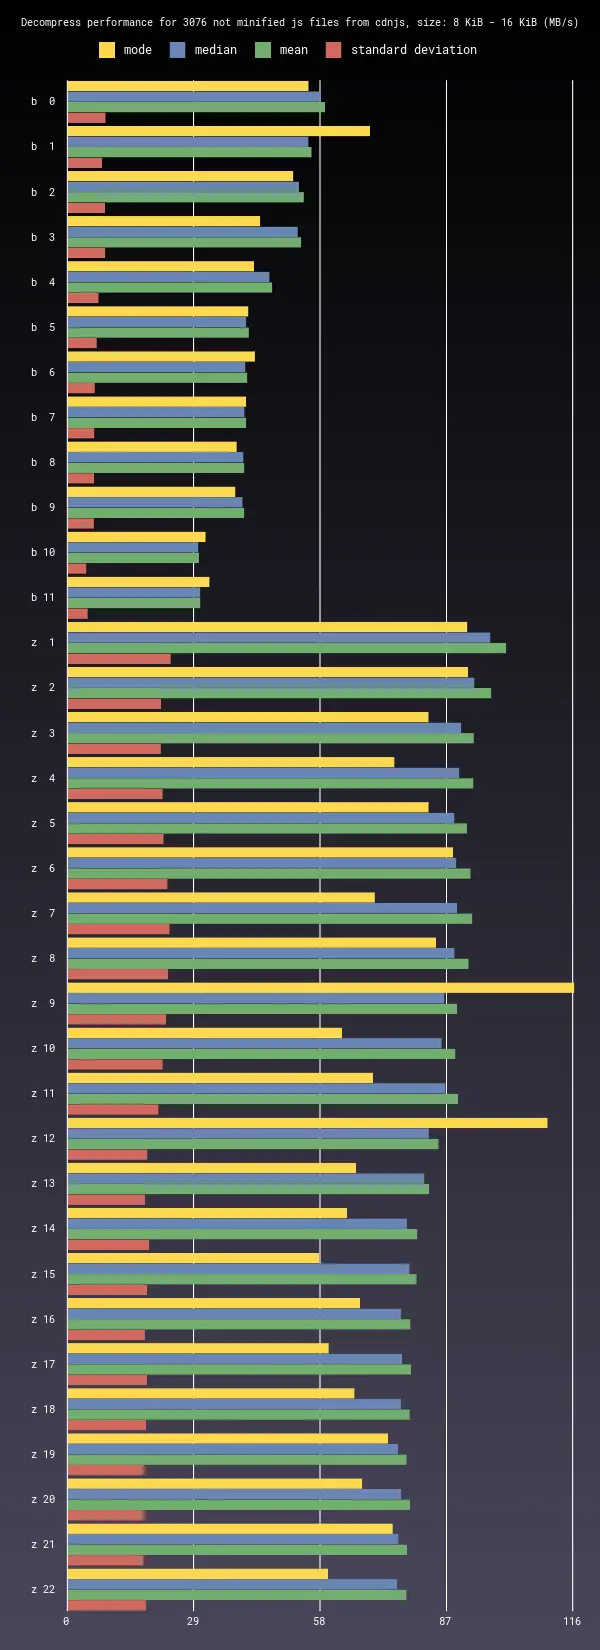 Decompress performance for 3076 not minified js files from cdnjs, size: 8 KiB - 16 KiB (MB/s)
mode median mean standard deviation
b 0
b 1
b 2
b 3
b 4
b 5
b 6
b 7
b 8
b 9
b 10
b 11
z 1
z 2
z 3
z 4
z 5
z 6
z 7
z 8
z 9
z 10
z 11
z 12
z 13
z 14
z 15
z 16
z 17
z 18
z 19
z 20
z 21
z 22
0 29 58 87 116